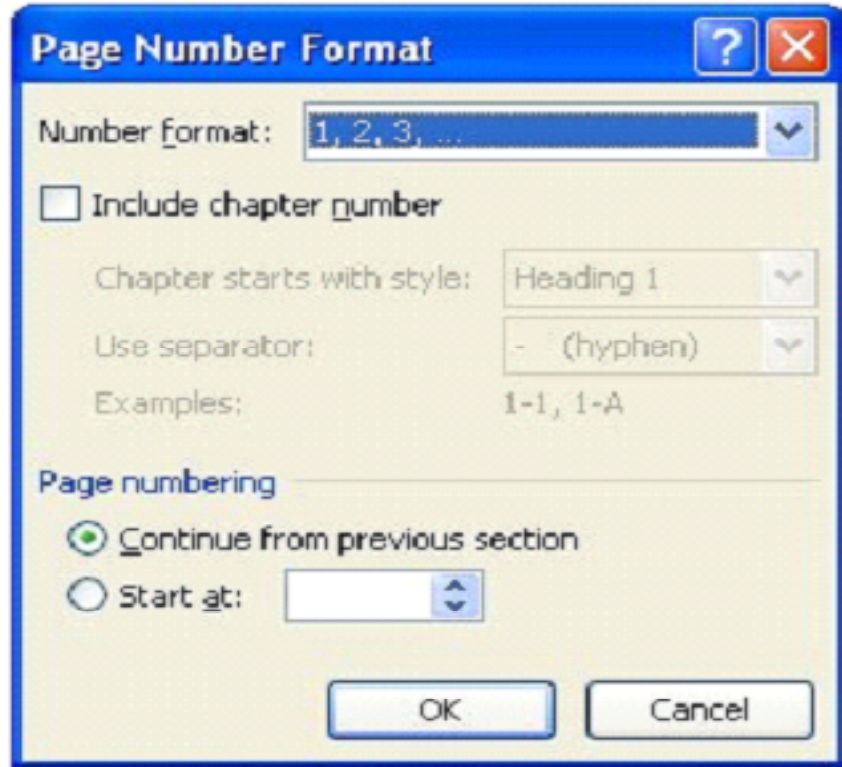 Page Number Format
Number format: 1, 2, 3, ...
Include chapter number
Chapter starts with style: Heading 1
Use separator: - (hyphen)
Examples: 1-1, 1-A
Page numbering
Continue from previous section
Start at:
OK Cancel